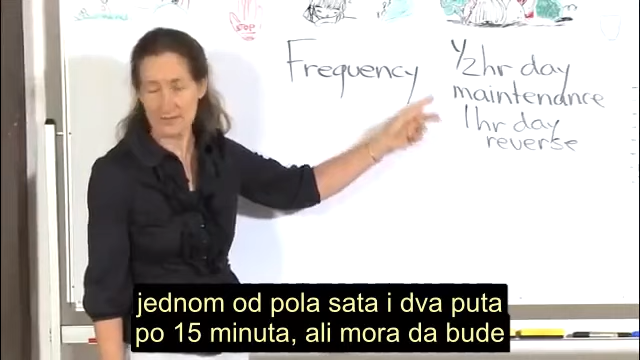 STOP
Frequency
1/2 hr day
maintenance
1 hr day
reverse
jednom od pola sata i dva puta
po 15 minuta, ali mora da bude